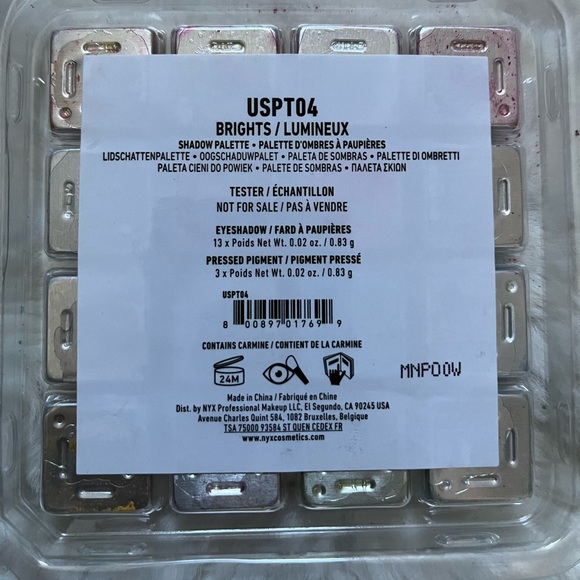 USPT04
BRIGHTS / LUMINEUX
SHADOW PALETTE • PALETTE D'OMBRES À PAUPIÈRES
LIDSCHATTENPALETTE • OOGSCHADUWPALET • PALETA DE SOMBRAS • PALETTE DI OMBRETTI
PALETA CIENI DO POWIEK • PALETE DE SOMBRAS • ΠΑΛΕΤΑ ΣΚΙΩΝ
TESTER / ÉCHANTILLON
NOT FOR SALE / PAS À VENDRE
EYESHADOW / FARD À PAUPIÈRES
13 x Poids Net Wt. 0.02 oz. / 0.83 g
PRESSED PIGMENT / PIGMENT PRESSÉ
3 x Poids Net Wt. 0.02 oz. / 0.83 g
USPT04
8 00897 01769 9
CONTAINS CARMINE / CONTIENT DE LA CARMINE
24M
MNP00W
Made in China / Fabriqué en Chine
Dist. by NYX Professional Makeup LLC, El Segundo, CA 90245 USA
Avenue Charles Quint 584, 1082 Bruxelles, Belgique
TSA 75000 93584 ST OUEN CEDEX FR
www.nyxcosmetics.com